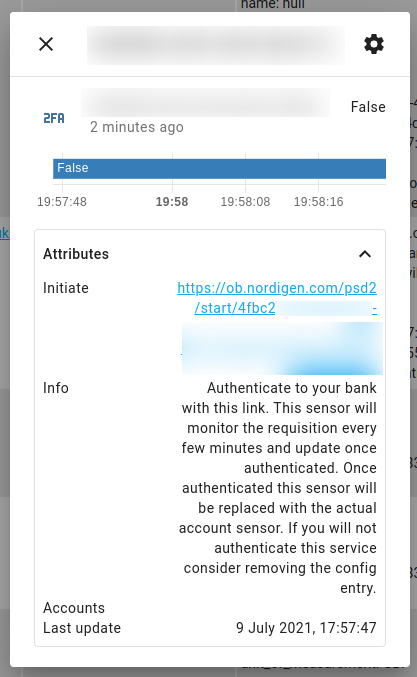 name: null
2FA
False
2 minutes ago
False
19:57:48 19:58 19:58:08 19:58:16
Attributes
Initiate https://ob.nordigen.com/psd2
/start/4fbc2 -
Info Authenticate to your bank
with this link. This sensor will
monitor the requisition every
few minutes and update once
authenticated. Once
authenticated this sensor will
be replaced with the actual
account sensor. If you will not
authenticate this service
consider removing the config
entry.
Accounts
Last update 9 July 2021, 17:57:47